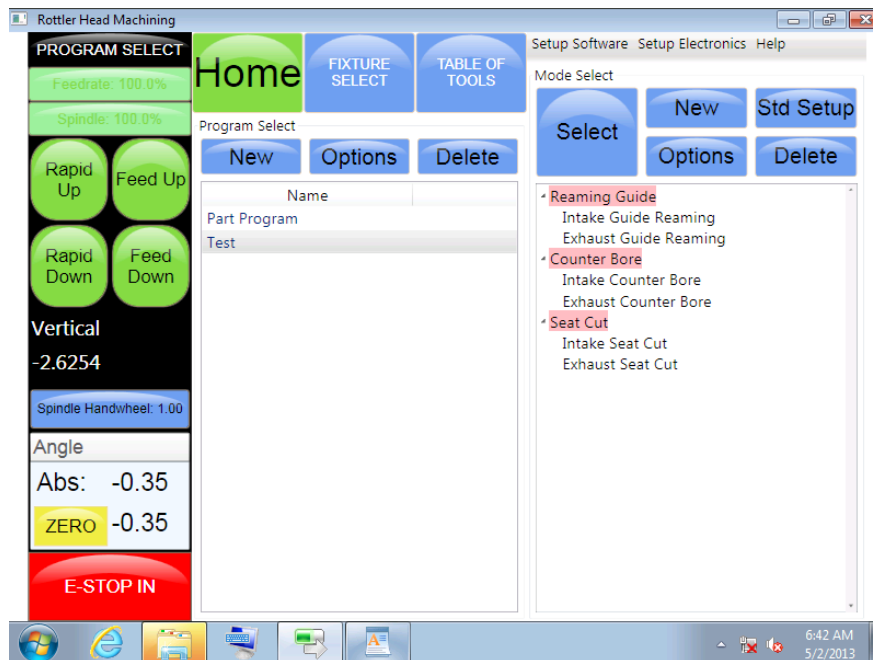 Rottler Head Machining
PROGRAM SELECT
Feedrate: 100.0%
Spindle: 100.0%
Rapid Up
Feed Up
Rapid Down
Feed Down
Vertical
-2.6254
Spindle Handwheel: 1.00
Angle
Abs: -0.35
ZERO -0.35
E-STOP IN
Home
FIXTURE SELECT
TABLE OF TOOLS
Program Select
New Options Delete
Name
Part Program
Test
Setup Software Setup Electronics Help
Mode Select
Select
New Std Setup
Options Delete
Reaming Guide
Intake Guide Reaming
Exhaust Guide Reaming
Counter Bore
Intake Counter Bore
Exhaust Counter Bore
Seat Cut
Intake Seat Cut
Exhaust Seat Cut
6:42 AM
5/2/2013